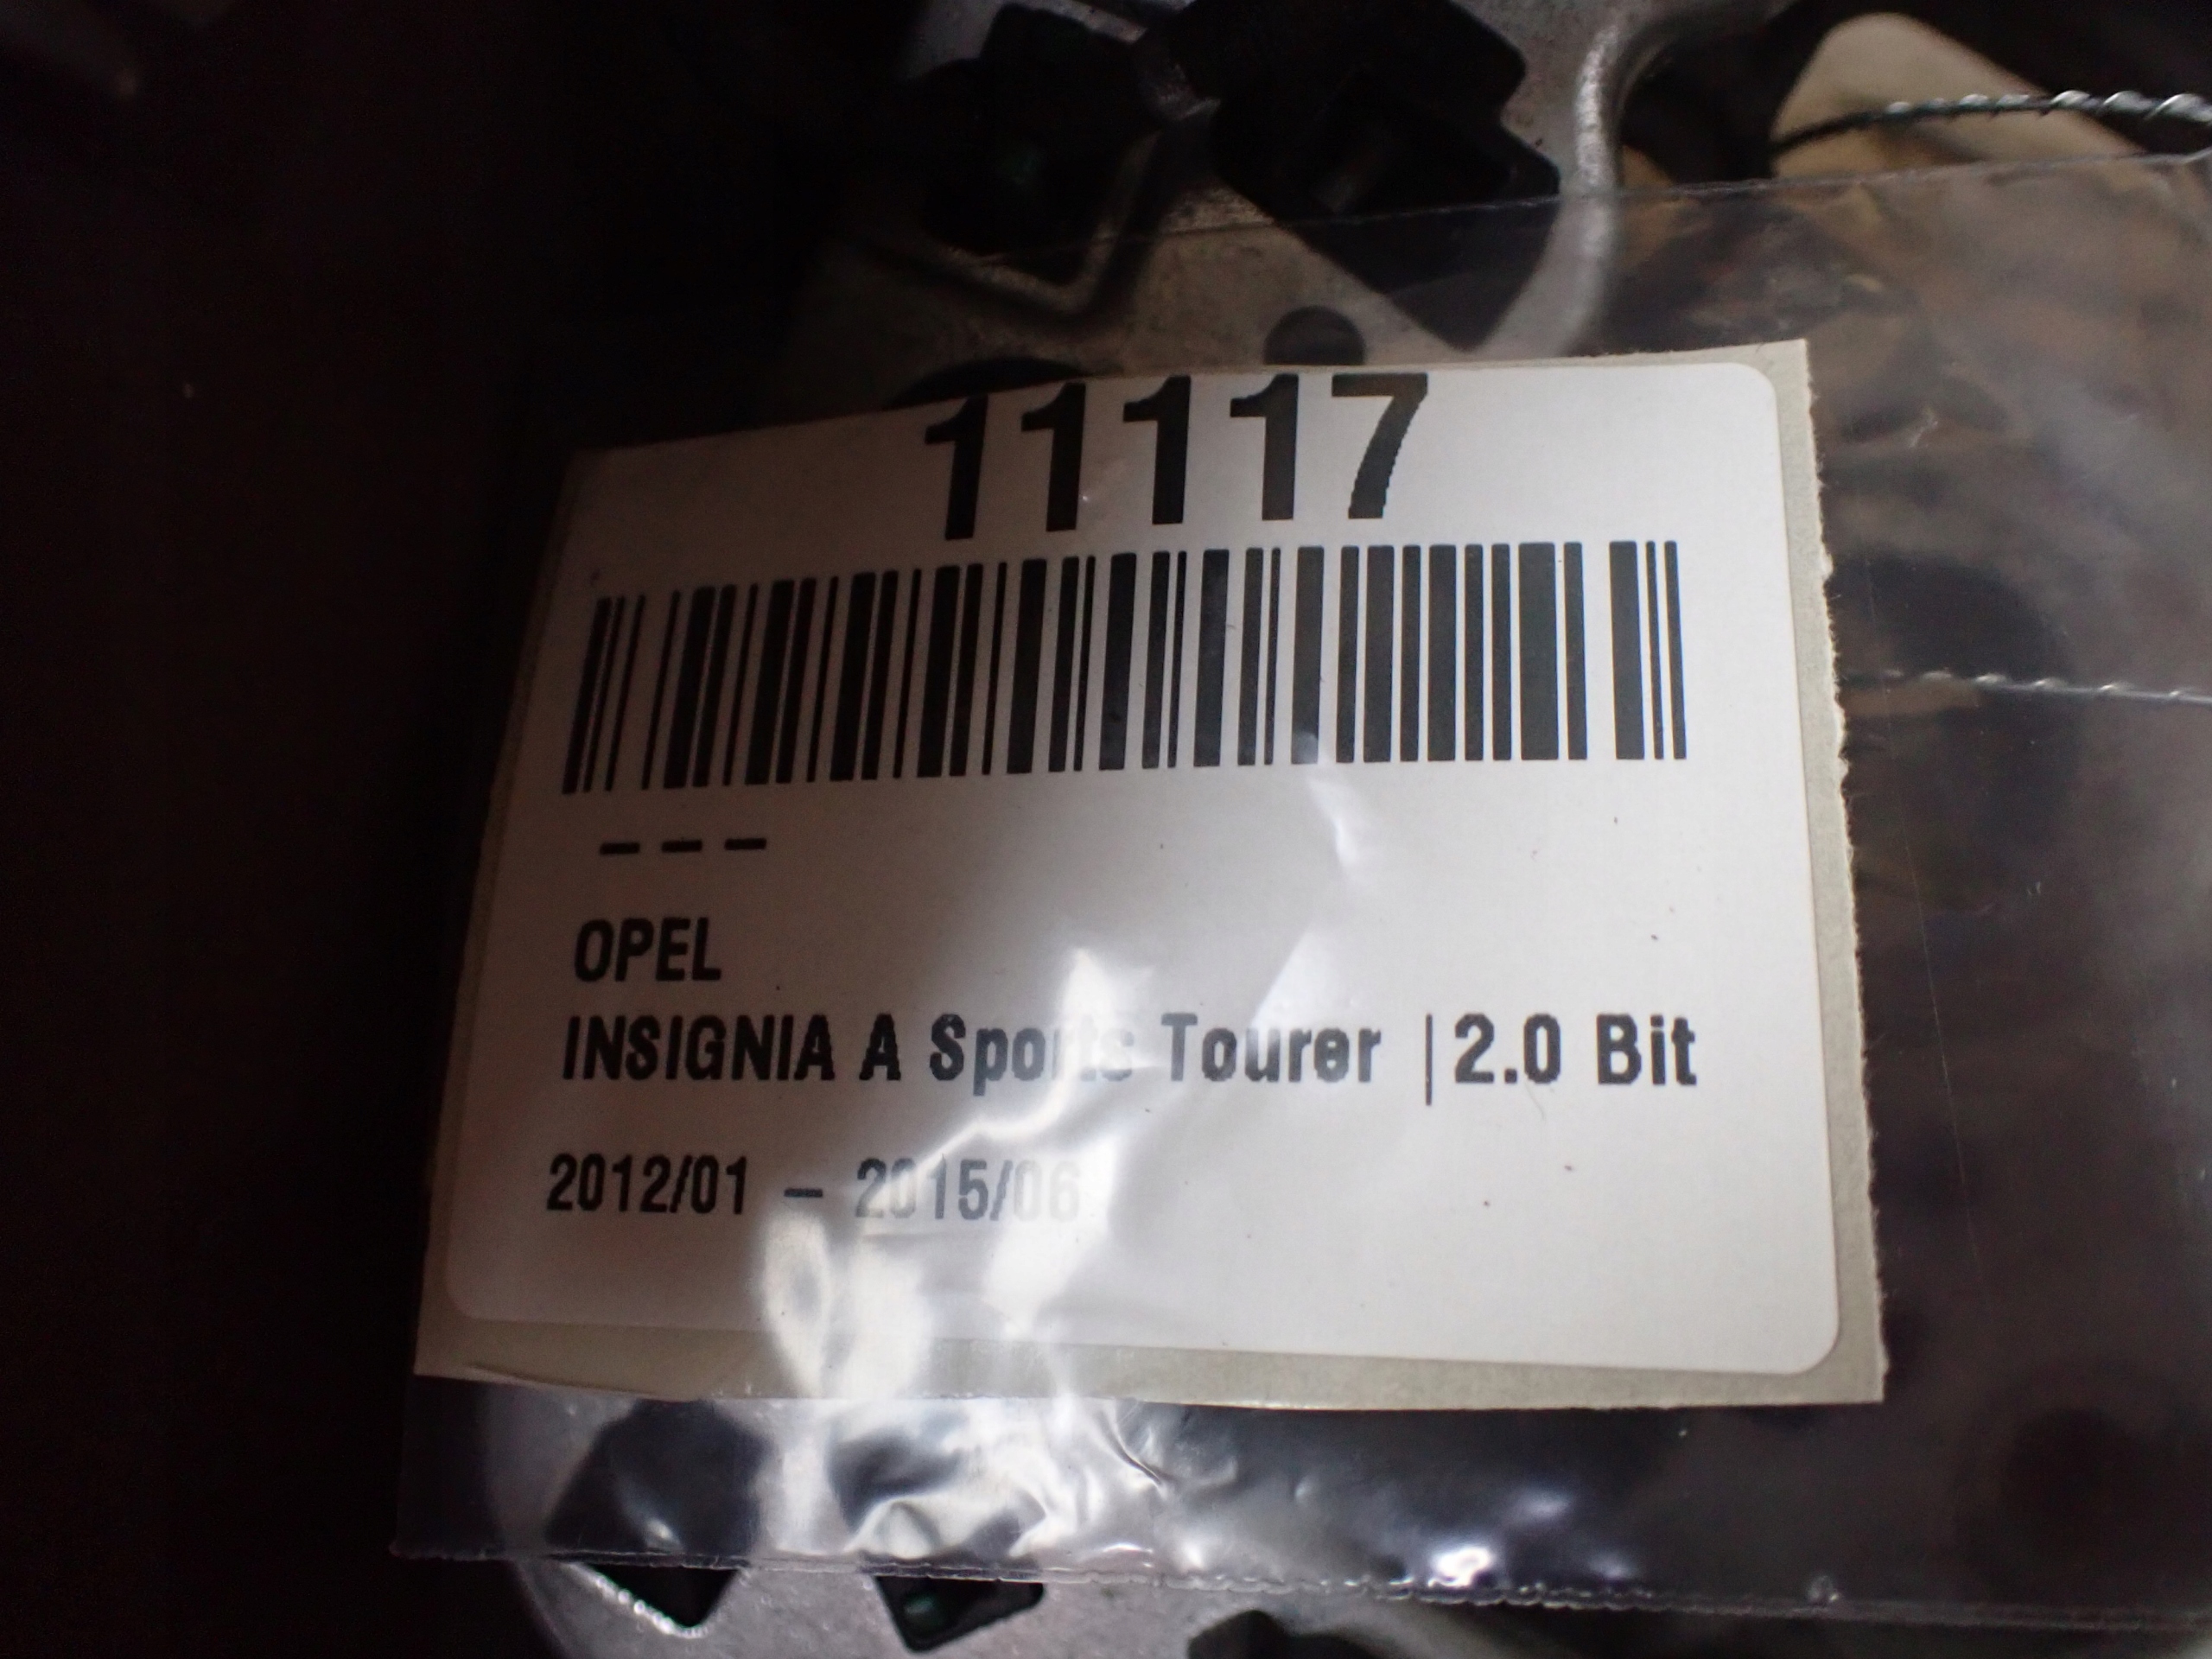 11117
- - -
OPEL
INSIGNIA A Sports Tourer |2.0 Bit
2012/01 - 2015/06